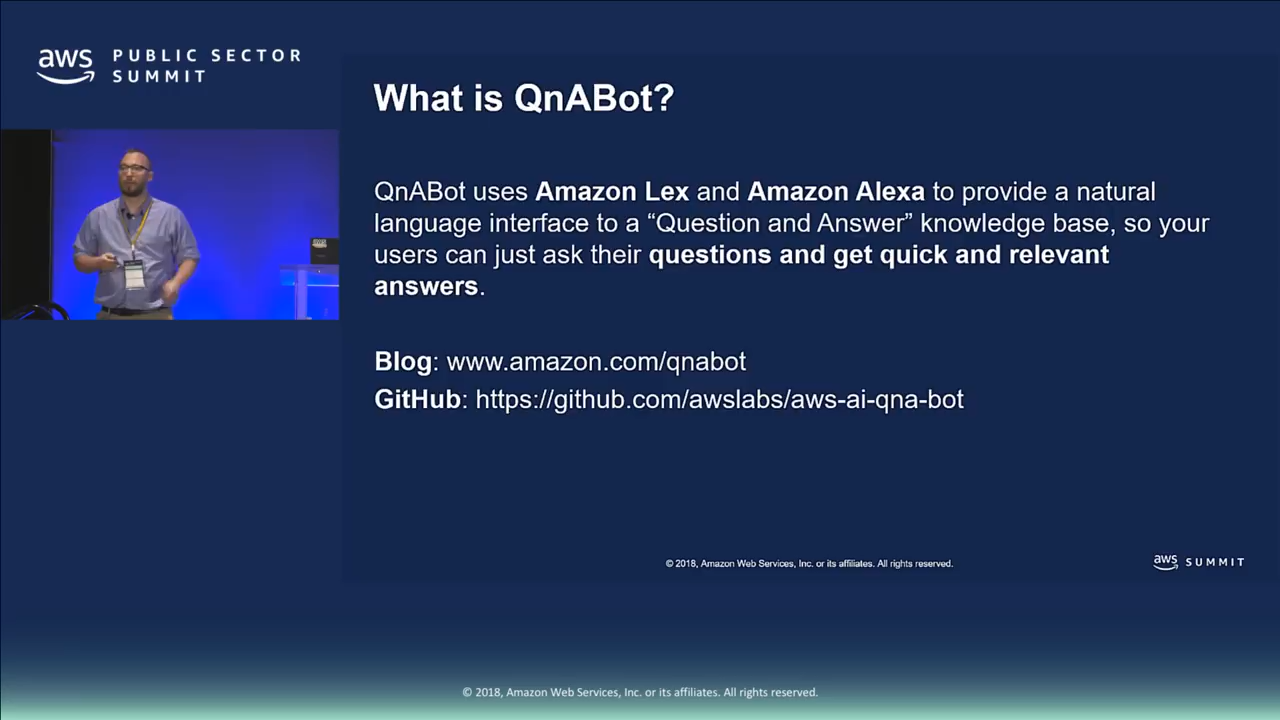 aws PUBLIC SECTOR
SUMMIT
What is QnABot?
QnABot uses Amazon Lex and Amazon Alexa to provide a natural
language interface to a “Question and Answer” knowledge base, so your
users can just ask their questions and get quick and relevant
answers.
Blog: www.amazon.com/qnabot
GitHub: https://github.com/awslabs/aws-ai-qna-bot
© 2018, Amazon Web Services, Inc. or its affiliates. All rights reserved.
aws SUMMIT
© 2018, Amazon Web Services, Inc. or its affiliates. All rights reserved.